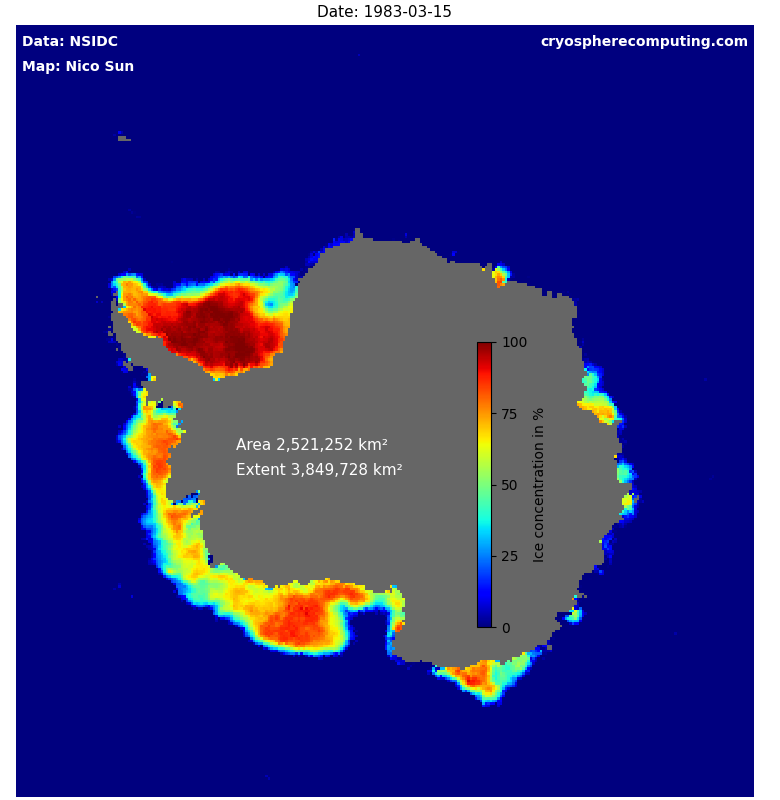 Date: 1983-03-15
Data: NSIDC
cryospherecomputing.com
Map: Nico Sun
Area 2,521,252 km²
Extent 3,849,728 km²
100
75
50
25
0
Ice concentration in %